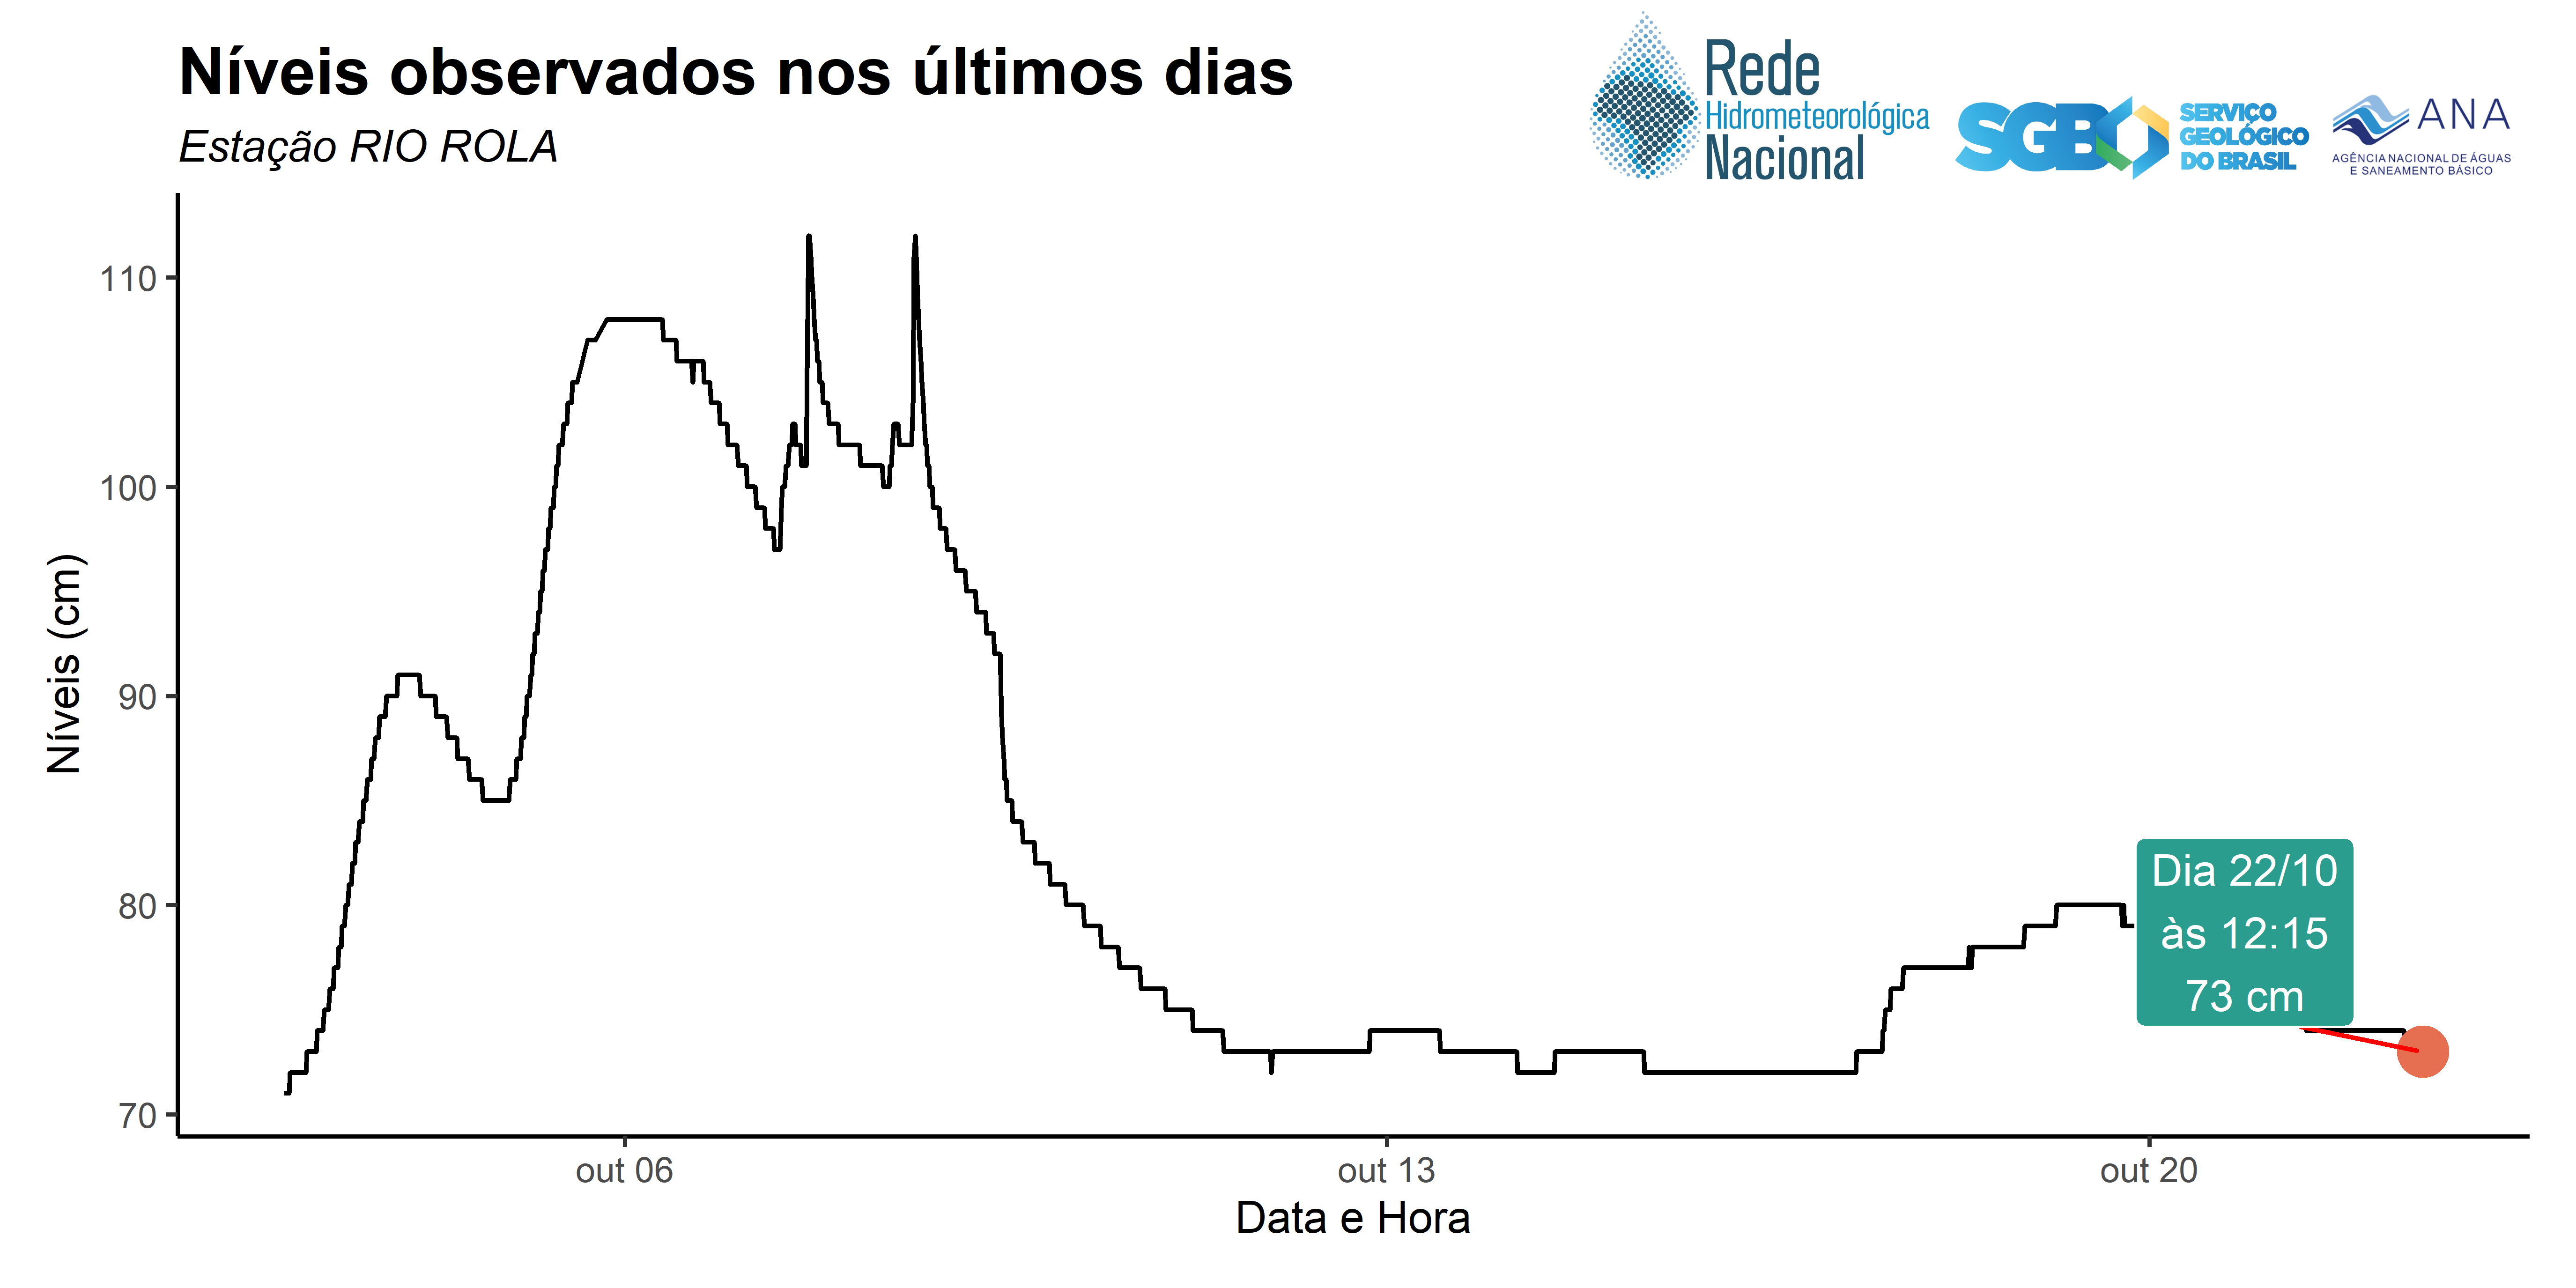 Níveis observados nos últimos dias
Estação RIO ROLA
Rede
Hidrometeorológica
Nacional
SGB
SERVIÇO
GEOLÓGICO
DO BRASIL
ANA
AGÊNCIA NACIONAL DE ÁGUAS
E SANEAMENTO BÁSICO
Níveis (cm)
110
100
90
80
70
Dia 22/10
às 12:15
73 cm
out 06
out 13
out 20
Data e Hora